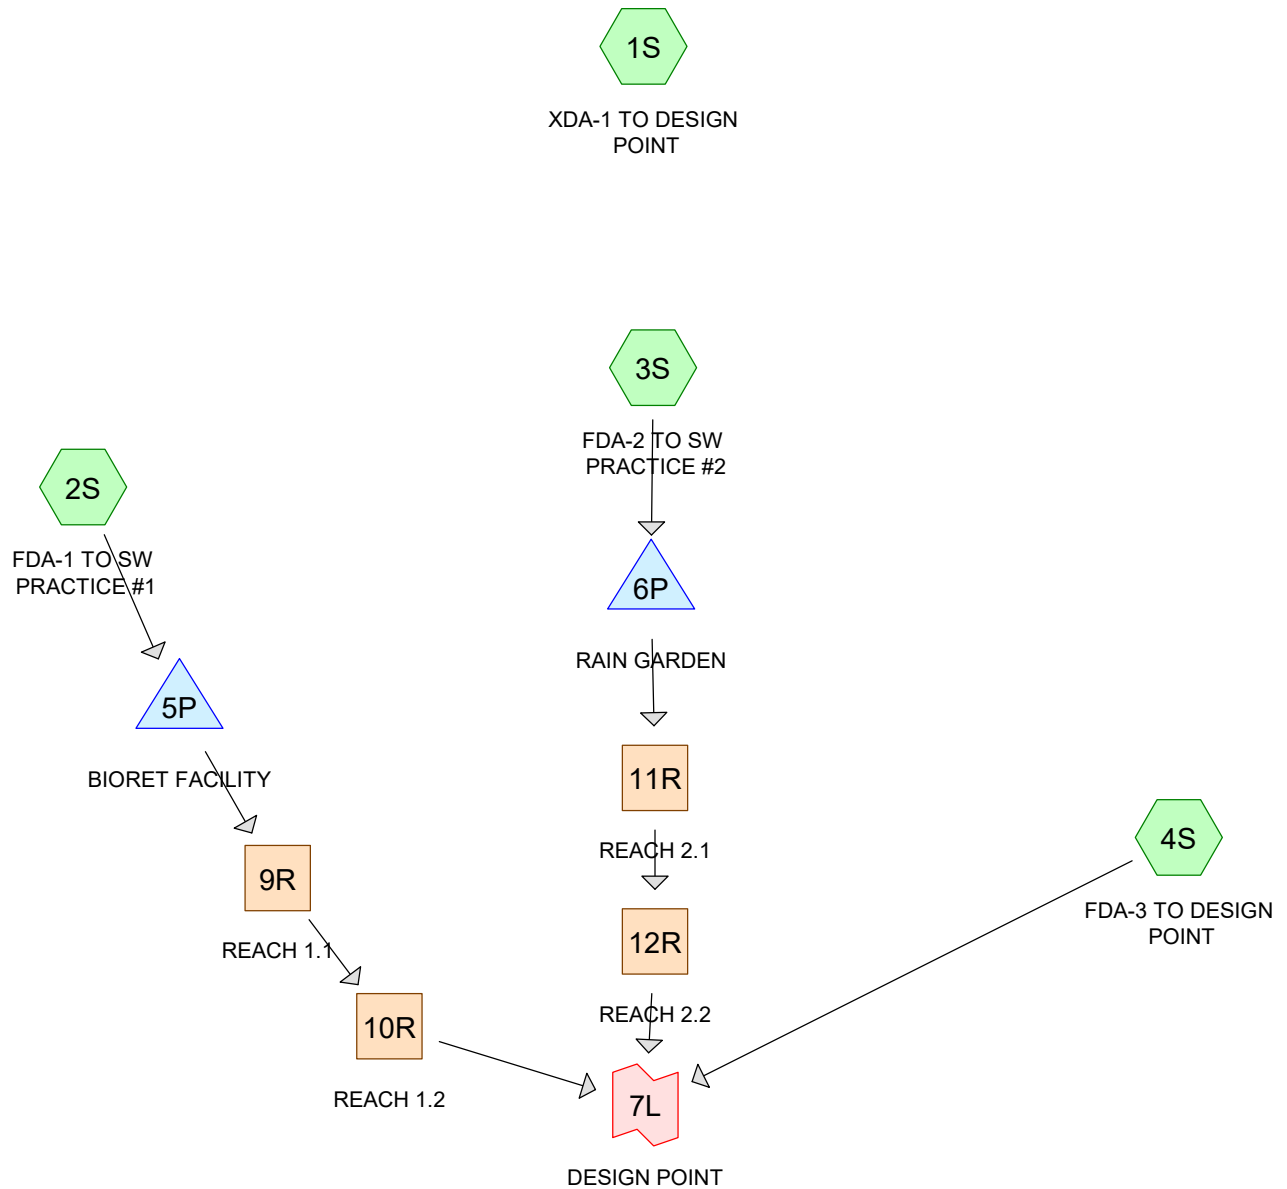 1S
XDA-1 TO DESIGN
POINT
3S
FDA-2 TO SW
PRACTICE #2
2S
FDA-1 TO SW
PRACTICE #1
6P
RAIN GARDEN
5P
BIORET FACILITY
11R
REACH 2.1
4S
FDA-3 TO DESIGN
POINT
9R
REACH 1.1
12R
REACH 2.2
10R
REACH 1.2
7L
DESIGN POINT